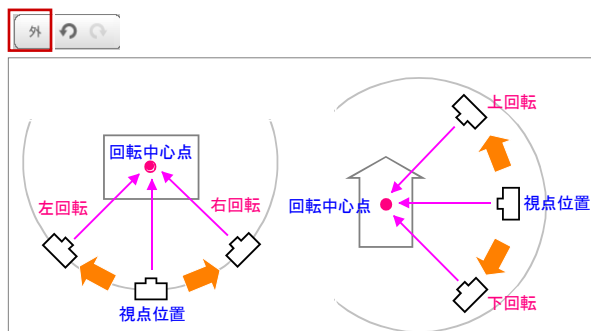 外
回転中心点
左回転
右回転
視点位置
上回転
回転中心点
視点位置
下回転